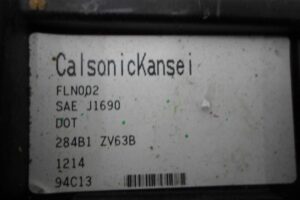 CalsonicKansei
FLN002
SAE J1690
DOT
284B1 ZV63B
1214
94C13